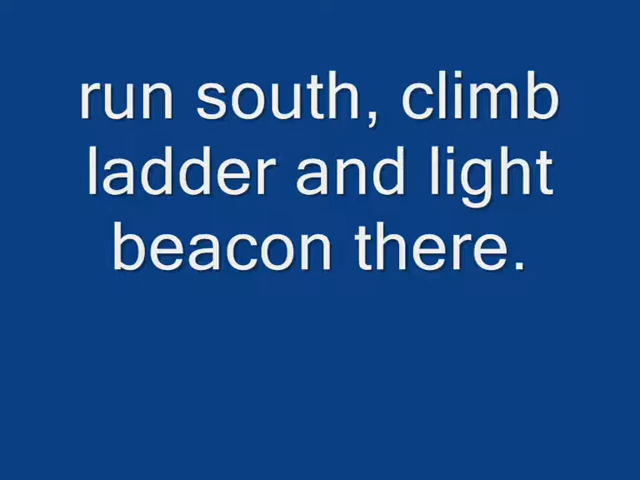 run south, climb
ladder and light
beacon there.